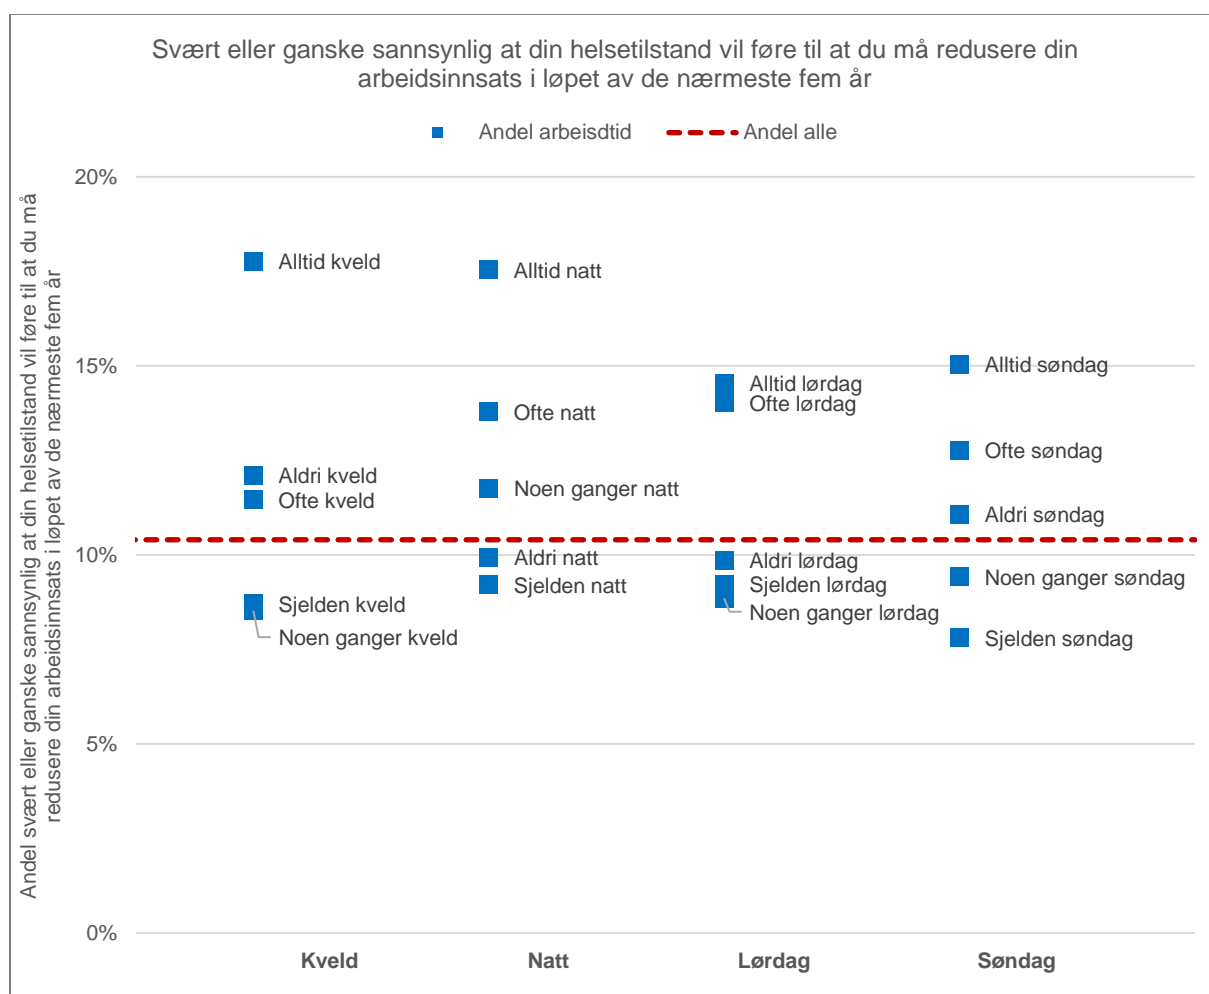 Svært eller ganske sannsynlig at din helsetilstand vil føre til at du må redusere din
arbeidsinnsats i løpet av de nærmeste fem år
Andel arbeisdtid
Andel alle
Andel svært eller ganske sannsynlig at din helsetilstand vil føre til at du må
redusere din arbeidsinnsats i løpet av de nærmeste fem år
20%
15%
10%
5%
0%
Alltid kveld
Aldri kveld
Ofte kveld
Sjelden kveld
Noen ganger kveld
Alltid natt
Ofte natt
Noen ganger natt
Aldri natt
Sjelden natt
Alltid lørdag
Ofte lørdag
Aldri lørdag
Sjelden lørdag
Noen ganger lørdag
Alltid søndag
Ofte søndag
Aldri søndag
Noen ganger søndag
Sjelden søndag
Kveld
Natt
Lørdag
Søndag